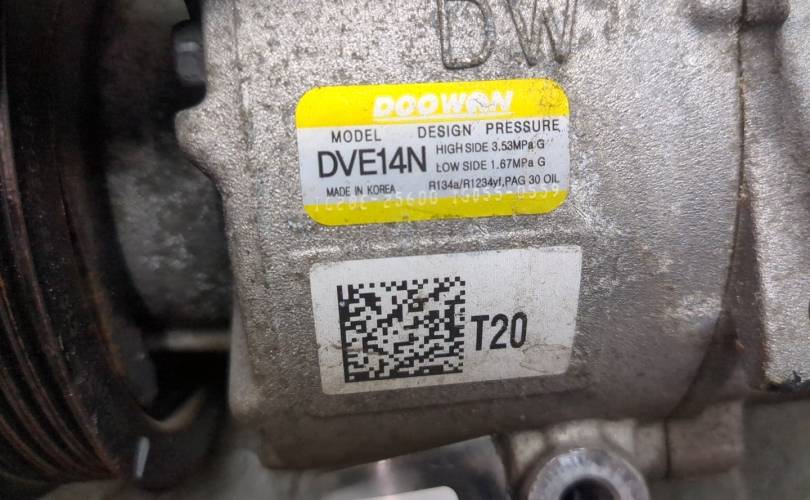 DW
DOOWON
MODEL DESIGN PRESSURE
DVE14N HIGH SIDE 3.53MPa G
LOW SIDE 1.67MPa G
MADE IN KOREA R134a/R1234yf, PAG 30 OIL
T20